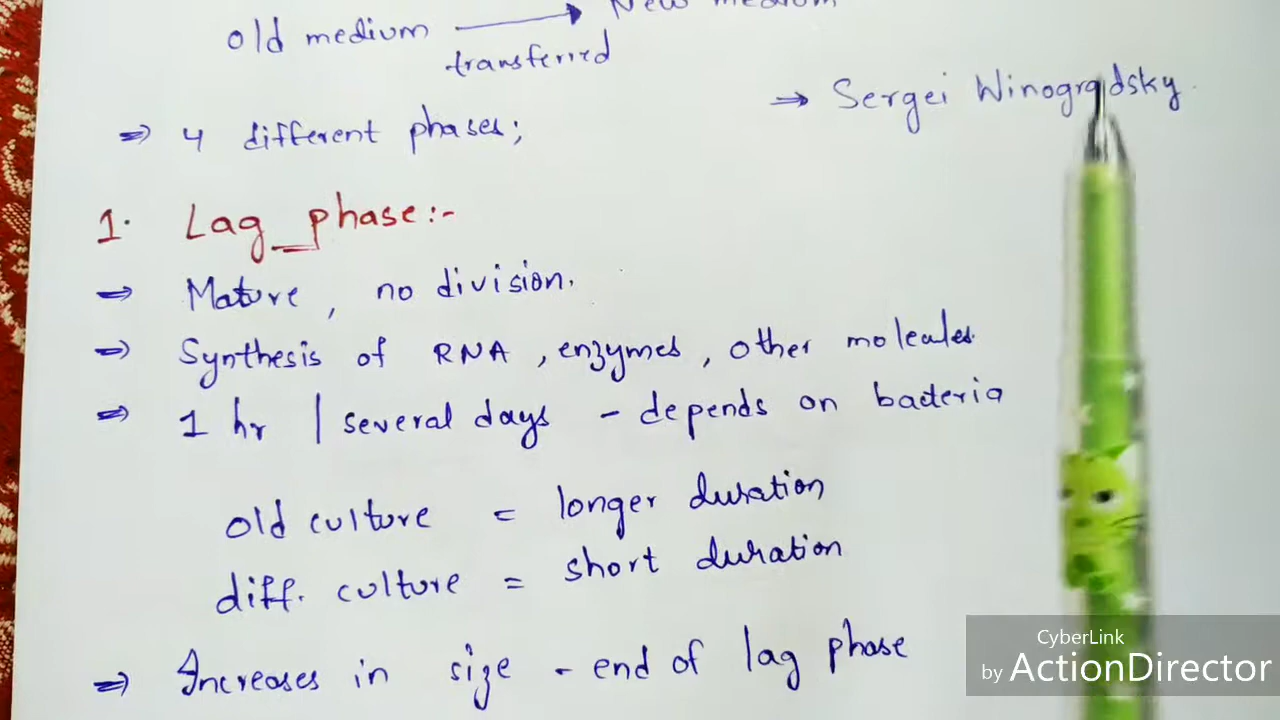 New medium
old medium → transferred
⇒ Sergei Winogradsky.
⇒ 4 different phases;
1. Lag phase:-
⇒ Mature, no division.
⇒ Synthesis of RNA, enzymes, other molecules
⇒ 1 hr / several days - depends on bacteria
old culture = longer duration
diff. culture = short duration
⇒ Increases in size - end of lag phase
CyberLink
by ActionDirector